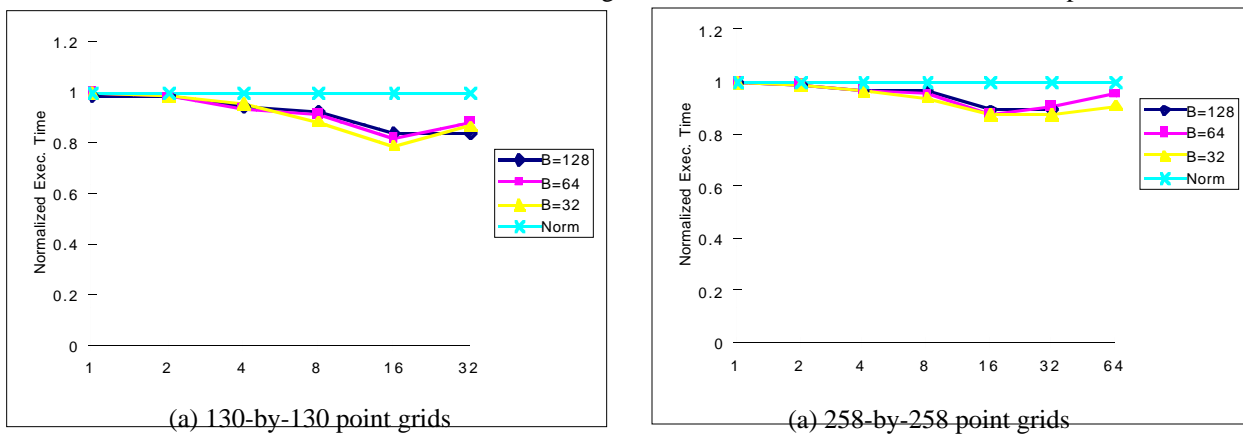 1.2
1
0.8
0.6
0.4
0.2
0
Normalized Exec. Time
1 2 4 8 16 32
B=128
B=64
B=32
Norm
(a) 130-by-130 point grids
1.2
1
0.8
0.6
0.4
0.2
0
Normalized Exec. Time
1 2 4 8 16 32 64
B=128
B=64
B=32
Norm
(a) 258-by-258 point grids